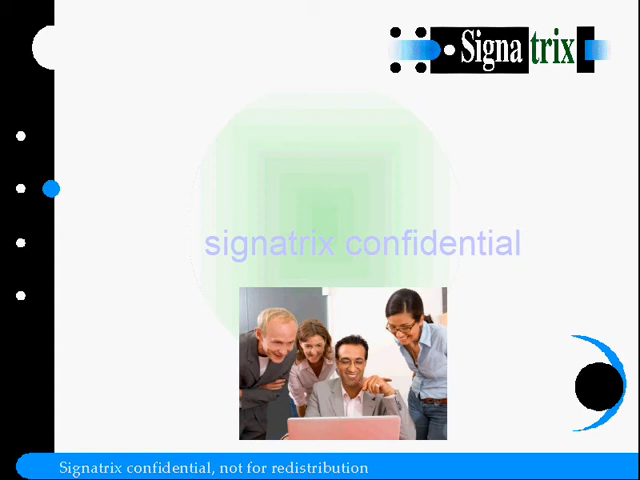 Signatrix
signatrix confidential
Signatrix confidential, not for redistribution